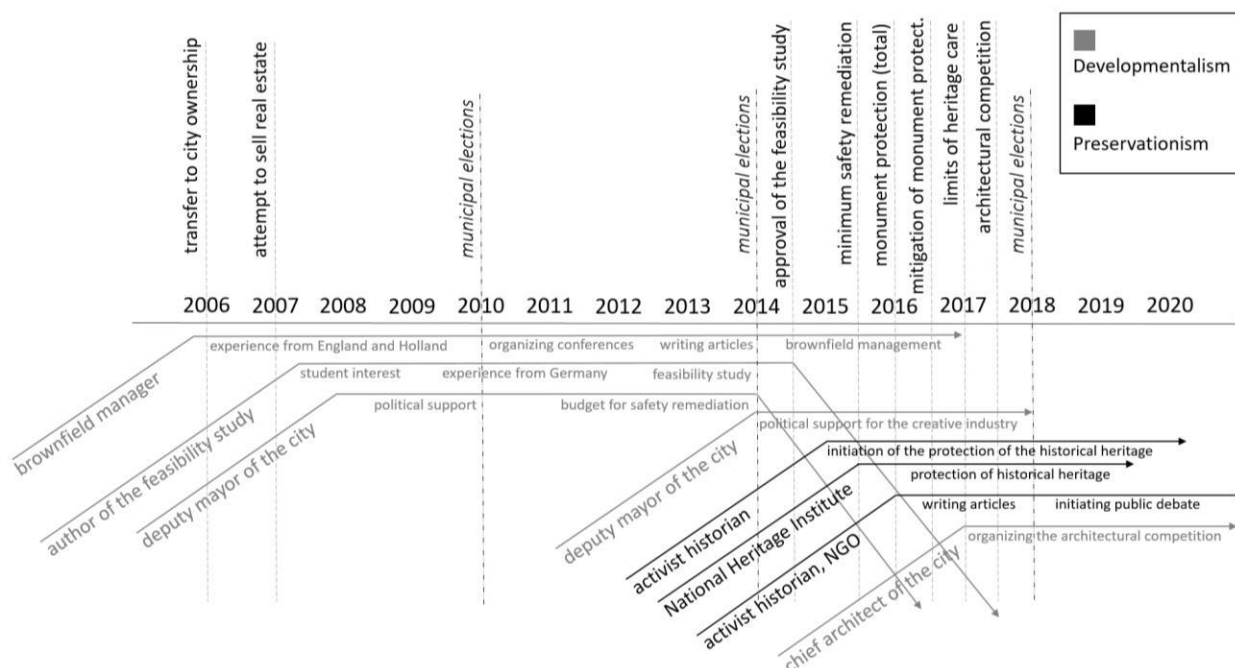 transfer to city ownership
attempt to sell real estate
municipal elections
municipal elections
approval of the feasibility study
minimum safety remediation
monument protection (total)
mitigation of monument protect.
limits of heritage care
architectural competition
municipal elections
Developmentalism
Preservationism
2006 2007 2008 2009 2010 2011 2012 2013 2014 2015 2016 2017 2018 2019 2020
experience from England and Holland organizing conferences writing articles brownfield management
brownfield manager
student interest experience from Germany feasibility study
author of the feasibility study
political support budget for safety remediation
deputy mayor of the city
political support for the creative industry
deputy mayor of the city
initiation of the protection of the historical heritage
activist historian
protection of historical heritage
National Heritage Institute
writing articles initiating public debate
activist historian, NGO
organizing the architectural competition
chief architect of the city